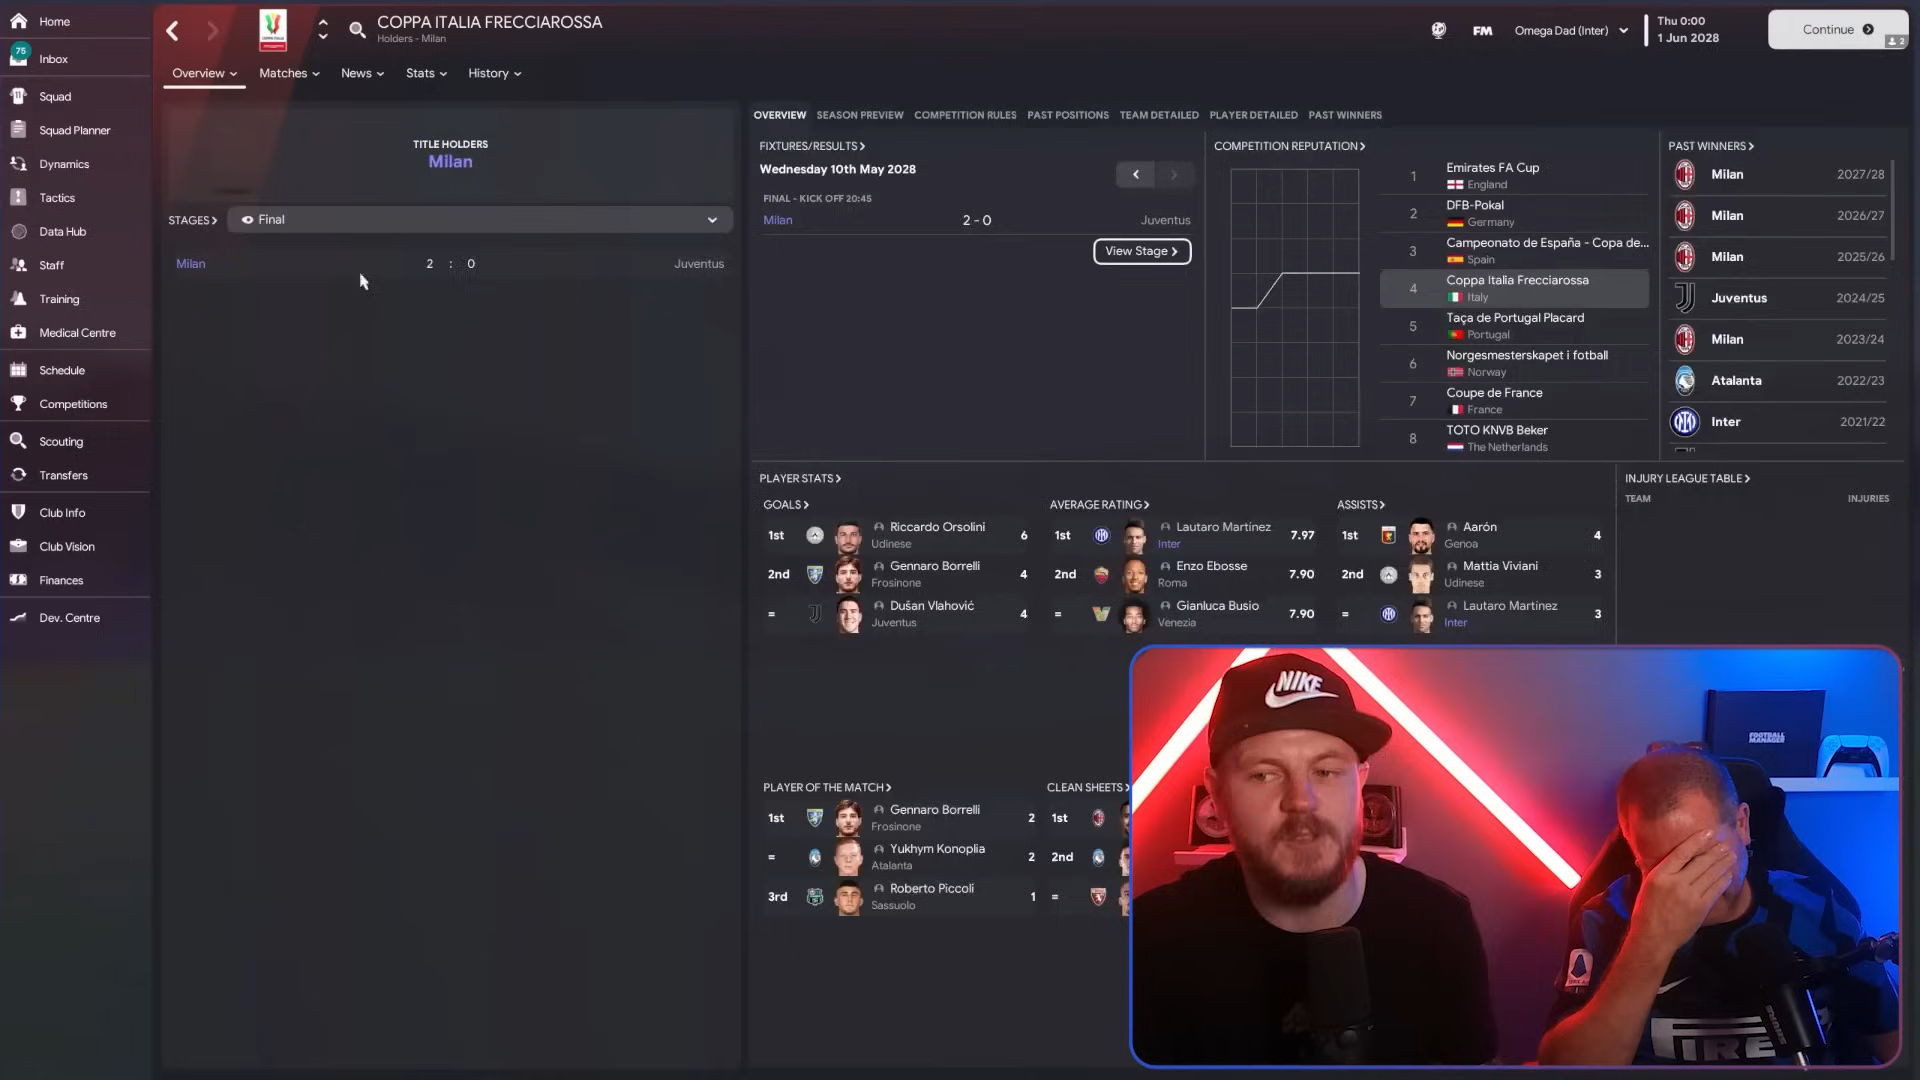 Home
75
Inbox
Squad
Squad Planner
Dynamics
Tactics
Data Hub
Staff
Training
Medical Centre
Schedule
Competitions
Scouting
Transfers
Club Info
Club Vision
Finances
Dev. Centre
COPPA ITALIA FRECCIAROSSA
Holders - Milan
FM
Omega Dad (Inter)
Thu 0:00
1 Jun 2028
Continue
2
Overview
Matches
News
Stats
History
TITLE HOLDERS
Milan
STAGES
Final
Milan 2 : 0 Juventus
OVERVIEW SEASON PREVIEW COMPETITION RULES PAST POSITIONS TEAM DETAILED PLAYER DETAILED PAST WINNERS
FIXTURES/RESULTS
Wednesday 10th May 2028
FINAL - KICK OFF 20:45
Milan 2 - 0 Juventus
View Stage
COMPETITION REPUTATION
1 Emirates FA Cup
England
2 DFB-Pokal
Germany
3 Campeonato de España - Copa de...
Spain
4 Coppa Italia Frecciarossa
Italy
5 Taça de Portugal Placard
Portugal
6 Norgesmesterskapet i fotball
Norway
7 Coupe de France
France
8 TOTO KNVB Beker
The Netherlands
PAST WINNERS
Milan 2027/28
Milan 2026/27
Milan 2025/26
Juventus 2024/25
Milan 2023/24
Atalanta 2022/23
Inter 2021/22
PLAYER STATS
GOALS
1st Riccardo Orsolini 6
Udinese
2nd Gennaro Borrelli 4
Frosinone
= Dušan Vlahović 4
Juventus
AVERAGE RATING
1st Lautaro Martínez 7.97
Inter
2nd Enzo Ebosse 7.90
Roma
= Gianluca Busio 7.90
Venezia
ASSISTS
1st Aarón 4
Genoa
2nd Mattia Viviani 3
Udinese
= Lautaro Martínez 3
Inter
INJURY LEAGUE TABLE
TEAM INJURIES
PLAYER OF THE MATCH
1st Gennaro Borrelli 2
Frosinone
= Yukhym Konoplia 2
Atalanta
3rd Roberto Piccoli 1
Sassuolo
CLEAN SHEETS
1st
2nd
=
NIKE
FOOTBALL
MANAGER